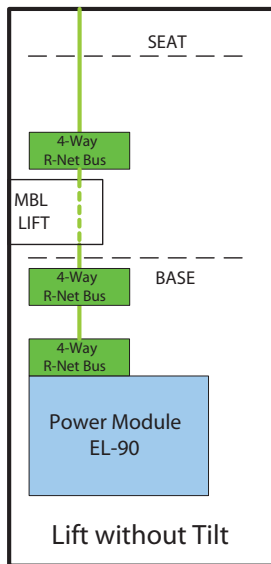 SEAT
4-Way
R-Net Bus
MBL
LIFT
BASE
4-Way
R-Net Bus
4-Way
R-Net Bus
Power Module
EL-90
Lift without Tilt